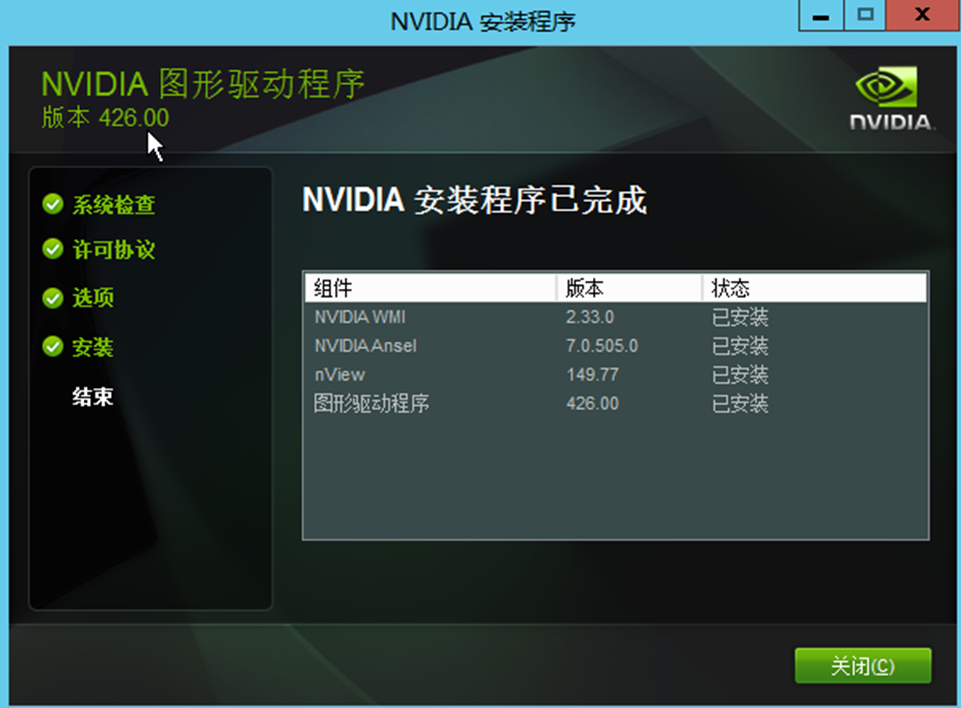 NVIDIA 安装程序
NVIDIA 图形驱动程序
版本 426.00
NVIDIA.
系统检查
许可协议
选项
安装
结束
NVIDIA 安装程序已完成
组件 版本 状态
NVIDIA WMI 2.33.0 已安装
NVIDIA Ansel 7.0.505.0 已安装
nView 149.77 已安装
图形驱动程序 426.00 已安装
关闭(C)